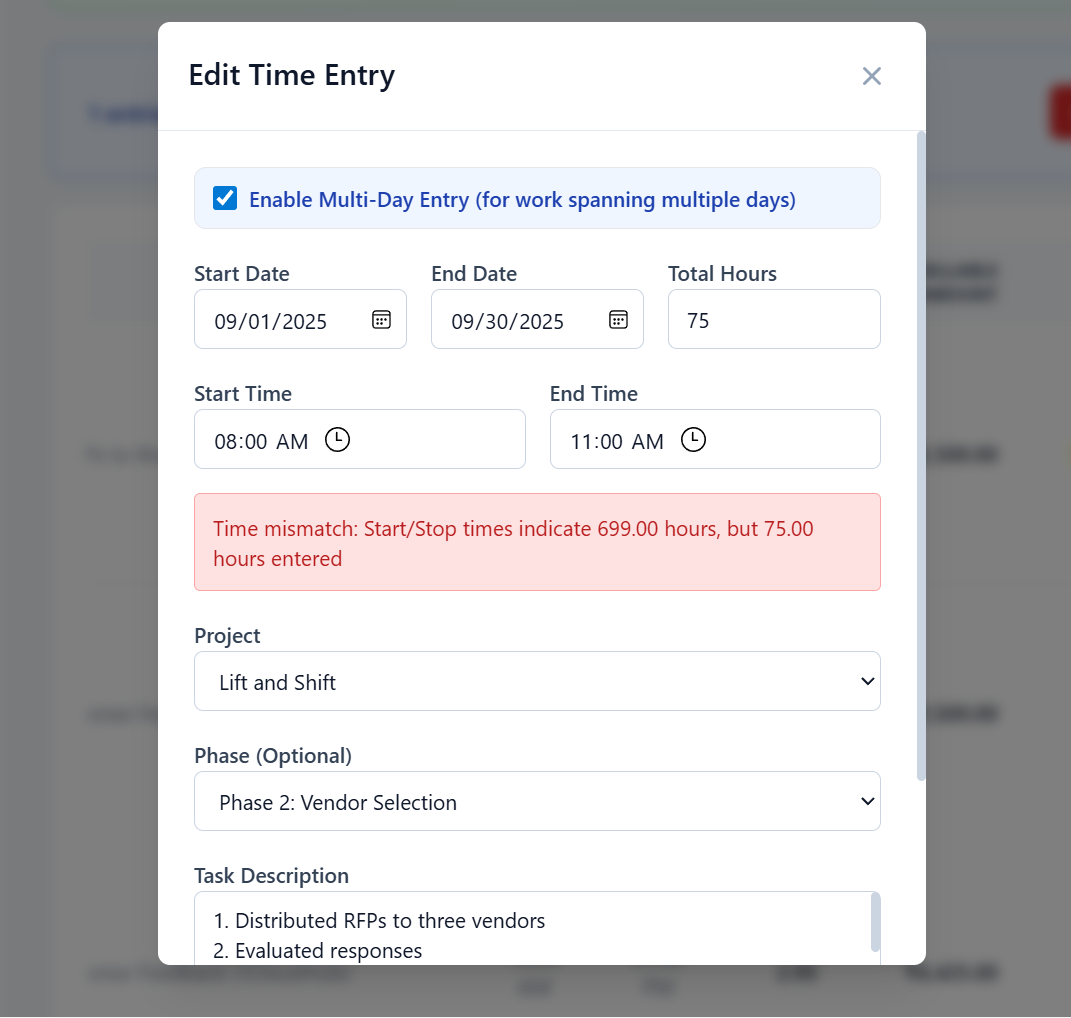 Edit Time Entry
Enable Multi-Day Entry (for work spanning multiple days)
Start Date
End Date
Total Hours
09/01/2025
09/30/2025
75
Start Time
End Time
08:00 AM
11:00 AM
Time mismatch: Start/Stop times indicate 699.00 hours, but 75.00
hours entered
Project
Lift and Shift
Phase (Optional)
Phase 2: Vendor Selection
Task Description
1. Distributed RFPs to three vendors
2. Evaluated responses